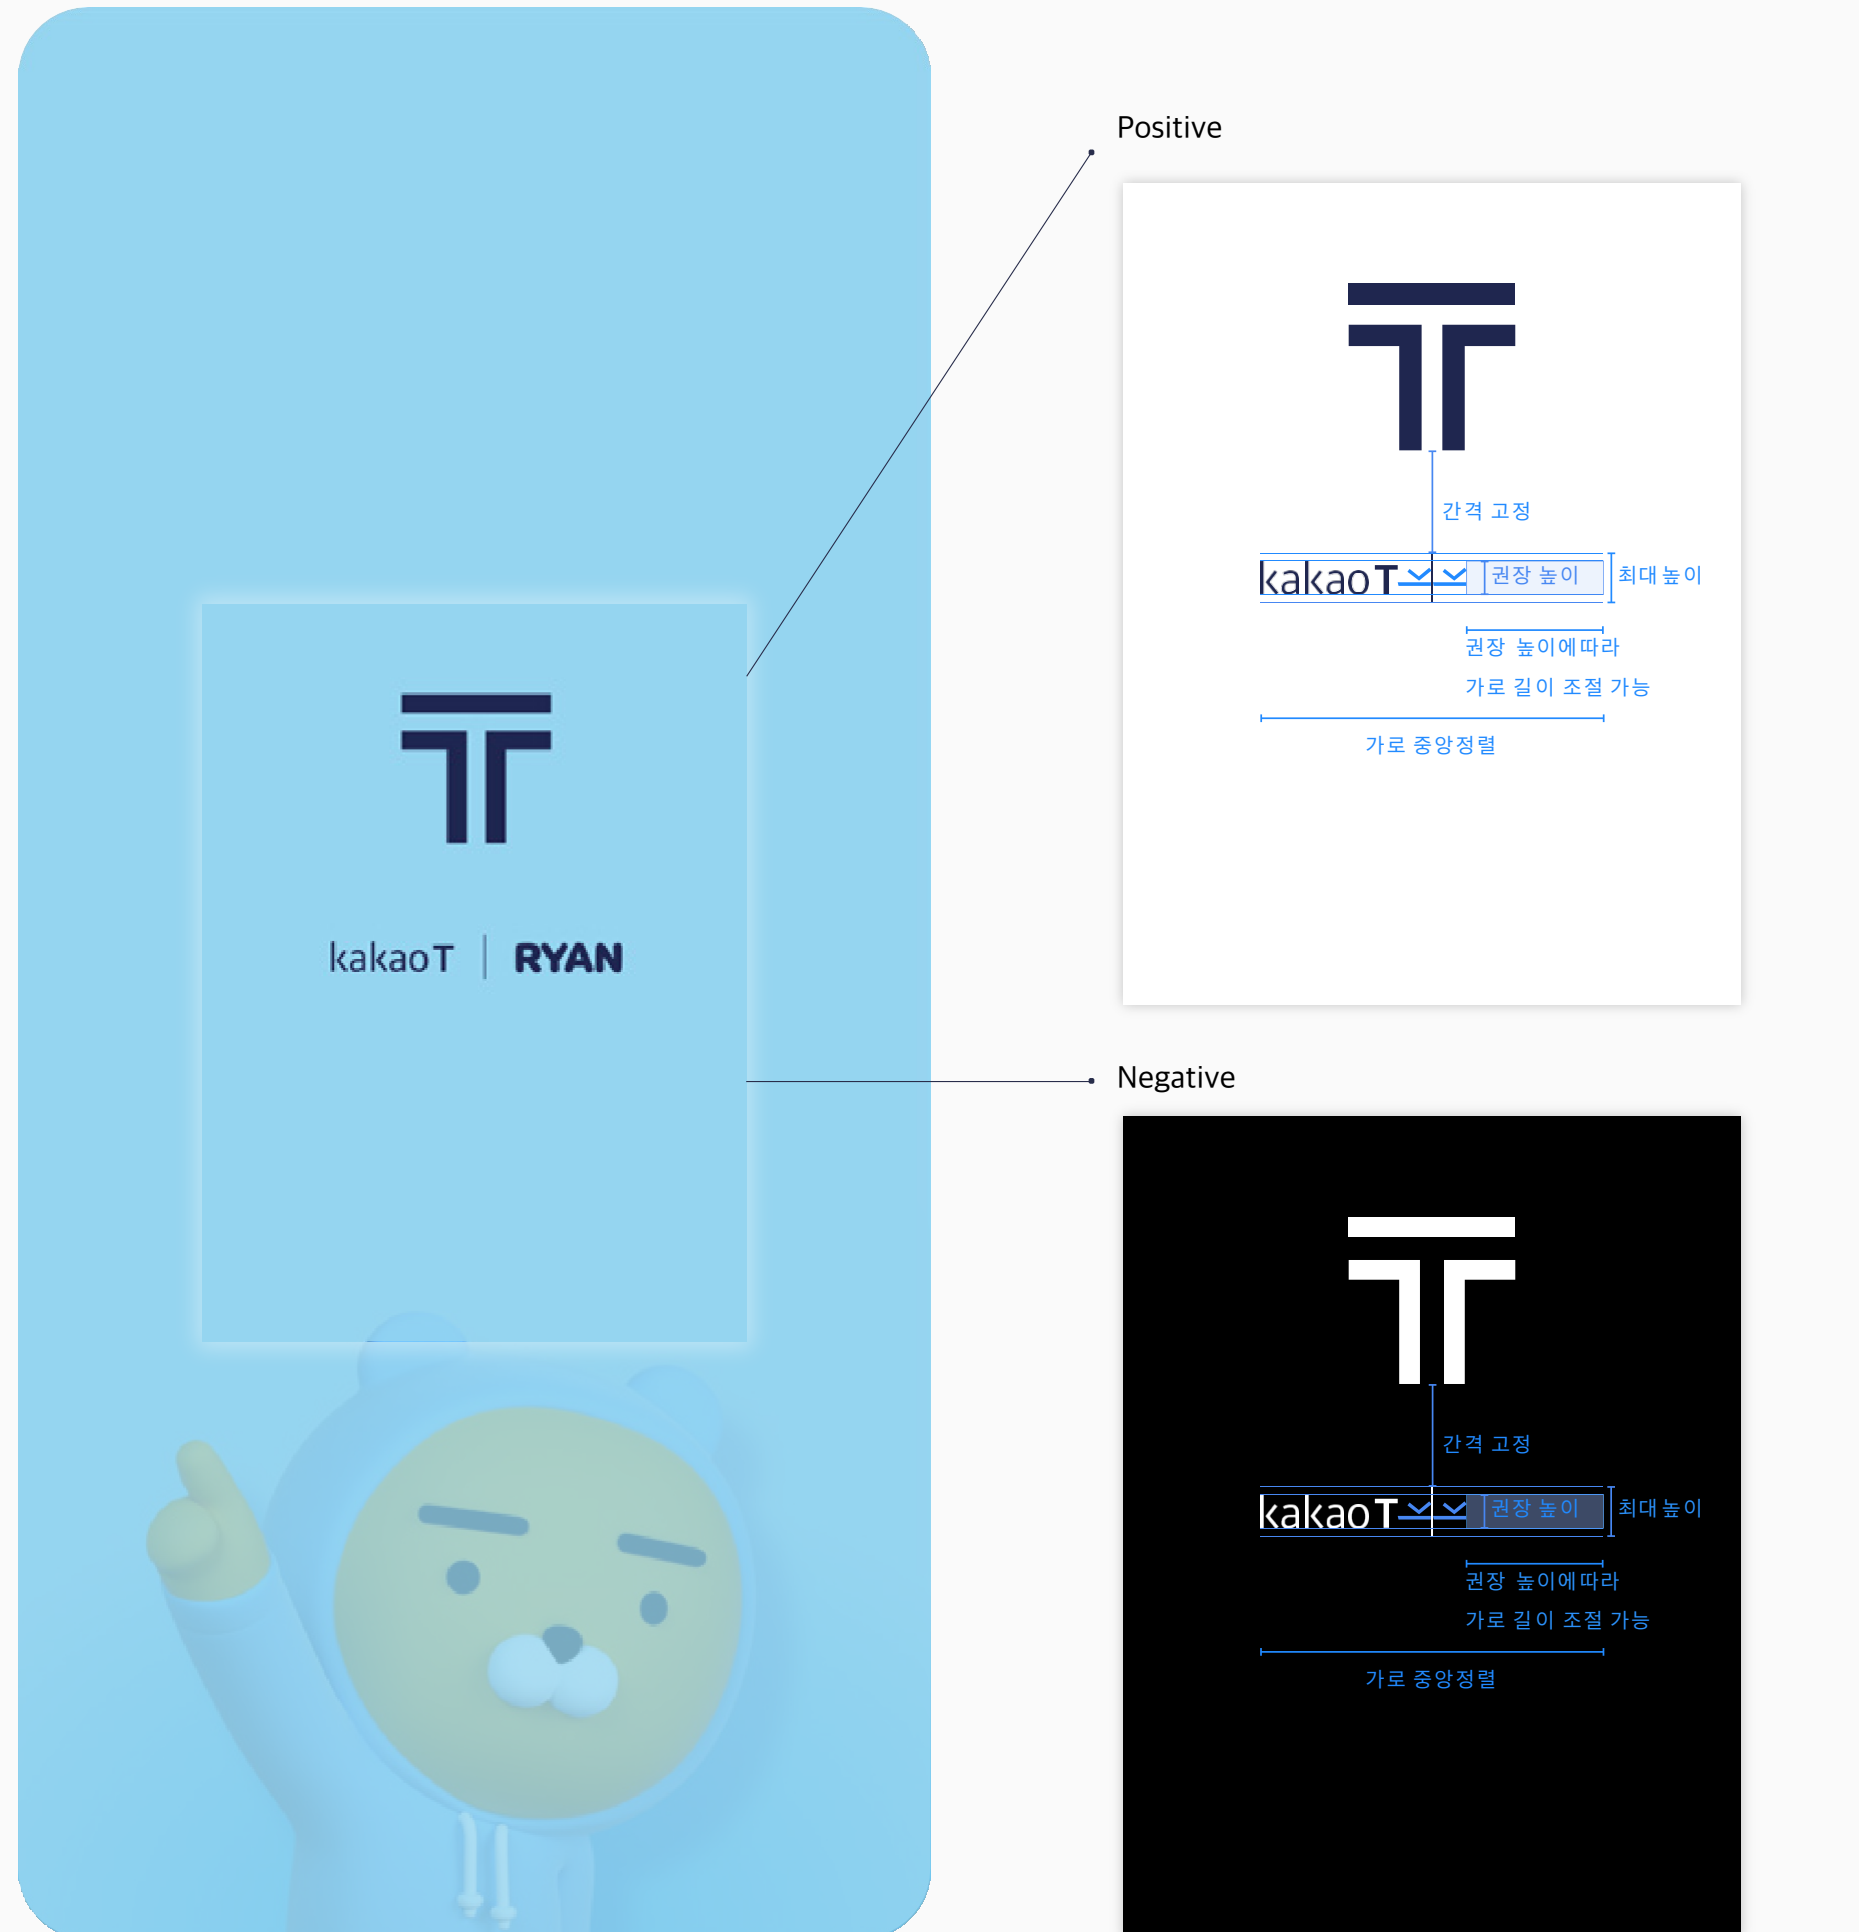 kakao T | RYAN
Positive
간격 고정
kakao T
권장 높이
최대높이
권장 높이에따라
가로 길이 조절 가능
가로 중앙정렬
Negative
간격 고정
kakao T
권장 높이
최대높이
권장 높이에따라
가로 길이 조절 가능
가로 중앙정렬